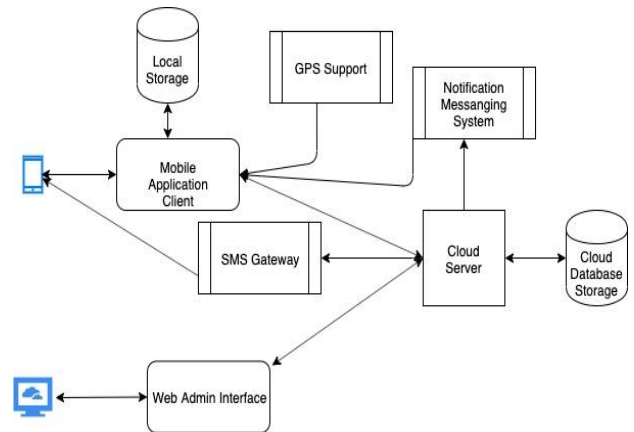 Local
Storage
GPS Support
Notification
Messanging
System
Mobile
Application
Client
SMS Gateway
Cloud
Server
Cloud
Database
Storage
Web Admin Interface